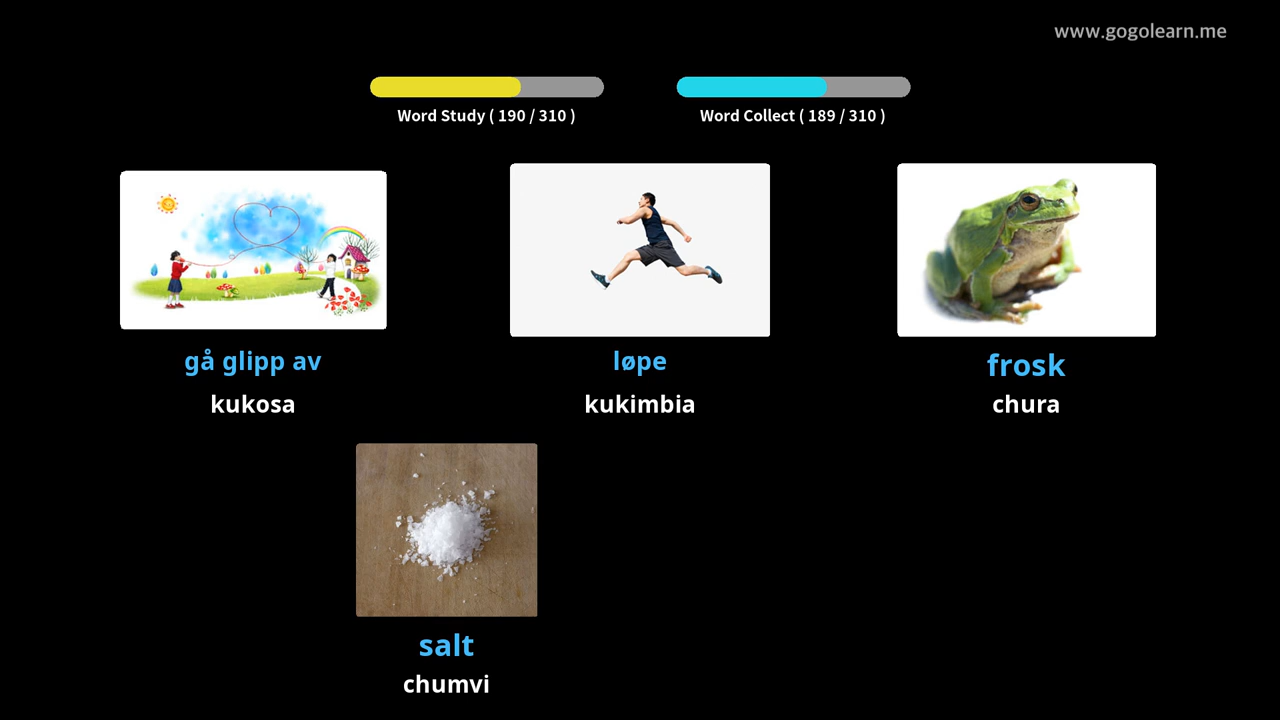 www.gogolearn.me
Word Study ( 190 / 310 )
Word Collect ( 189 / 310 )
gå glipp av
løpe
frosk
kukosa
kukimbia
chura
salt
chumvi